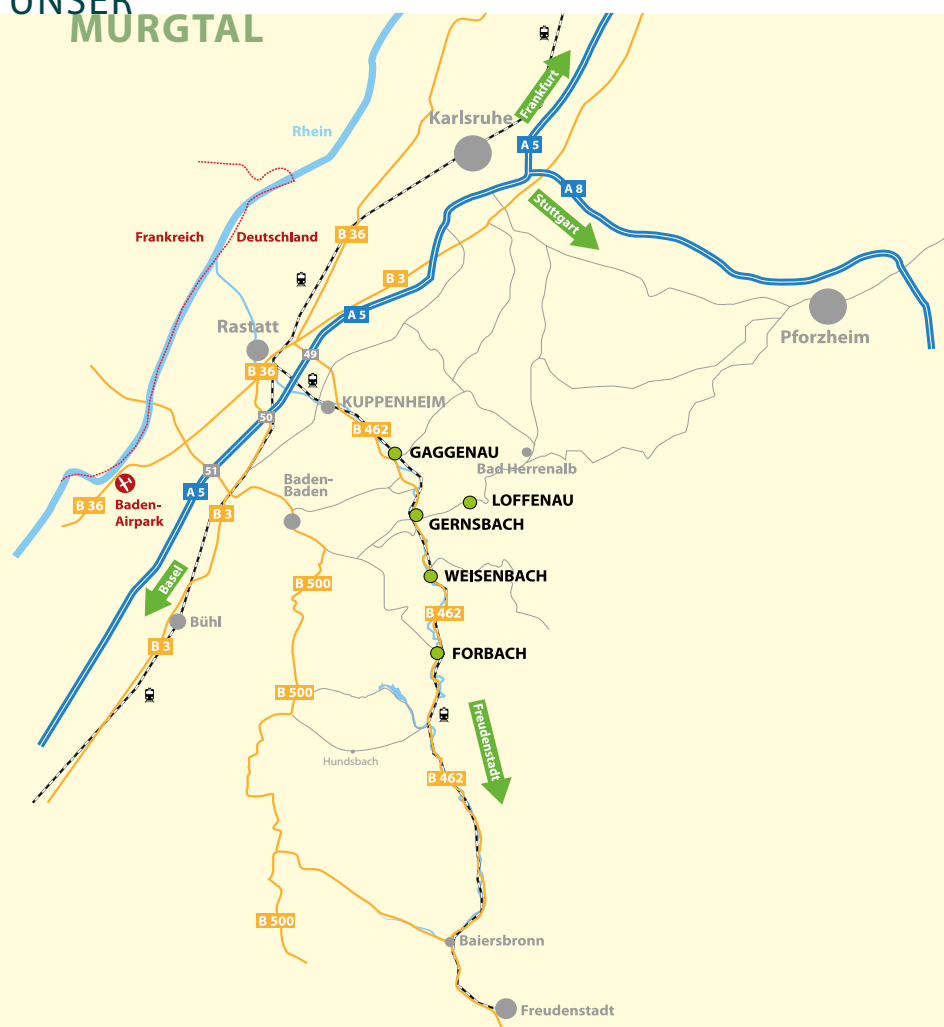 UNSER
MURGTAL
Frankfurt
Karlsruhe
Rhein
A 5
A 8
Stuttgart
Frankreich
Deutschland
B 36
B 3
A 5
Rastatt
Pforzheim
49
B 36
KUPPENHEIM
50
B 462
GAGGENAU
Bad Herrenalb
51
Baden-
Baden
A 5
LOFFENAU
B 36
Baden-
Airpark
B 3
GERNSBACH
Basel
WEISENBACH
B 500
B 462
Bühl
B 3
FORBACH
B 500
Freudenstadt
Hundsbach
B 462
B 500
Baiersbronn
Freudenstadt